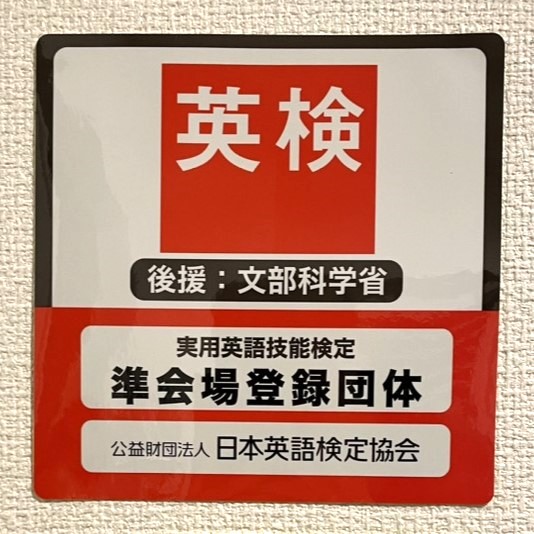 英検
後援：文部科学省
実用英語技能検定
準会場登録団体
公益財団法人 日本英語検定協会